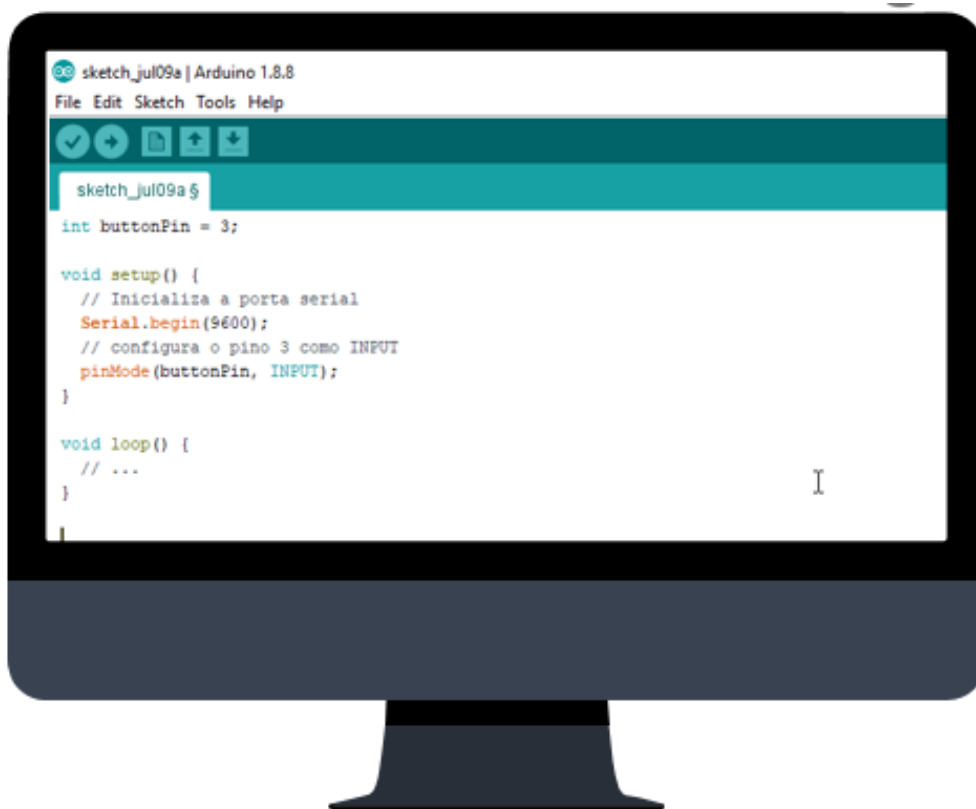 sketch_jul09a | Arduino 1.8.8
File Edit Sketch Tools Help
sketch_jul09a §
int buttonPin = 3;
void setup() {
// Inicializa a porta serial
Serial.begin(9600);
// configura o pino 3 como INPUT
pinMode(buttonPin, INPUT);
}
void loop() {
// ...
}